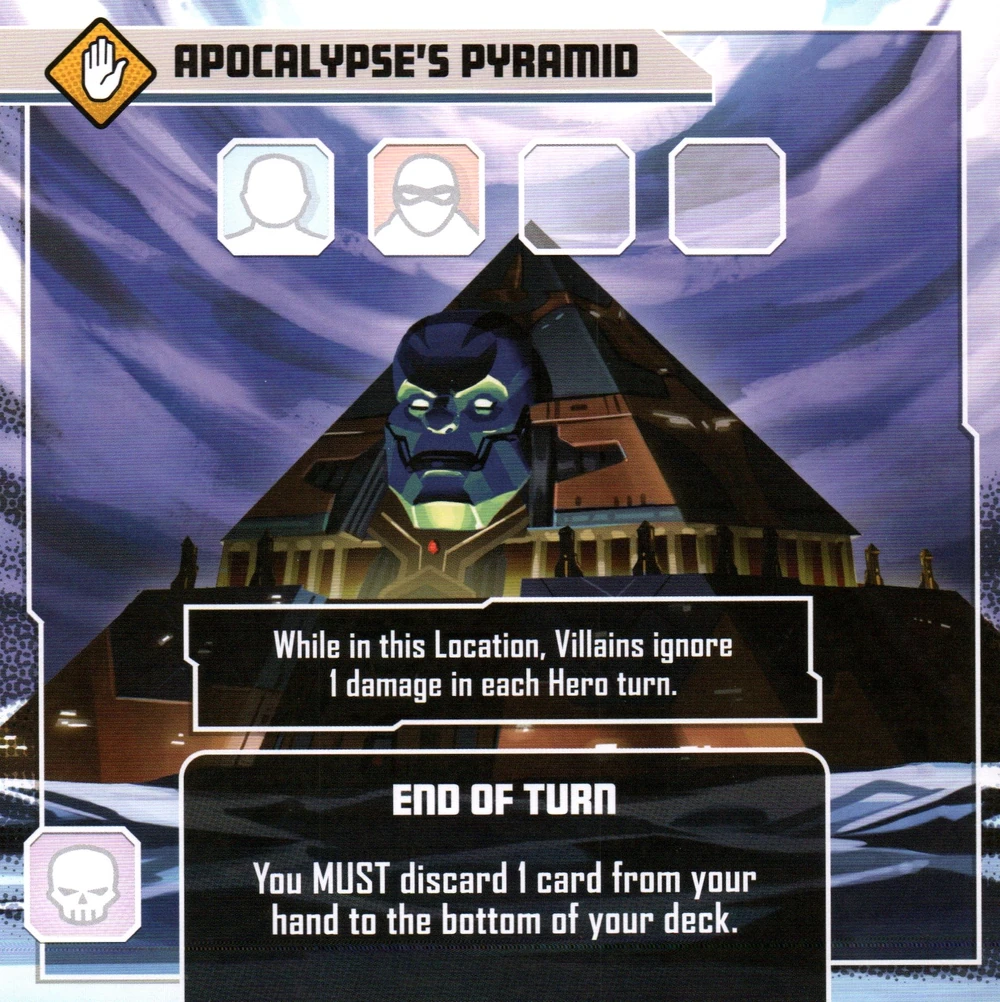 APOCALYPSE'S PYRAMID
While in this Location, Villains ignore
1 damage in each Hero turn.
END OF TURN
You MUST discard 1 card from your
hand to the bottom of your deck.